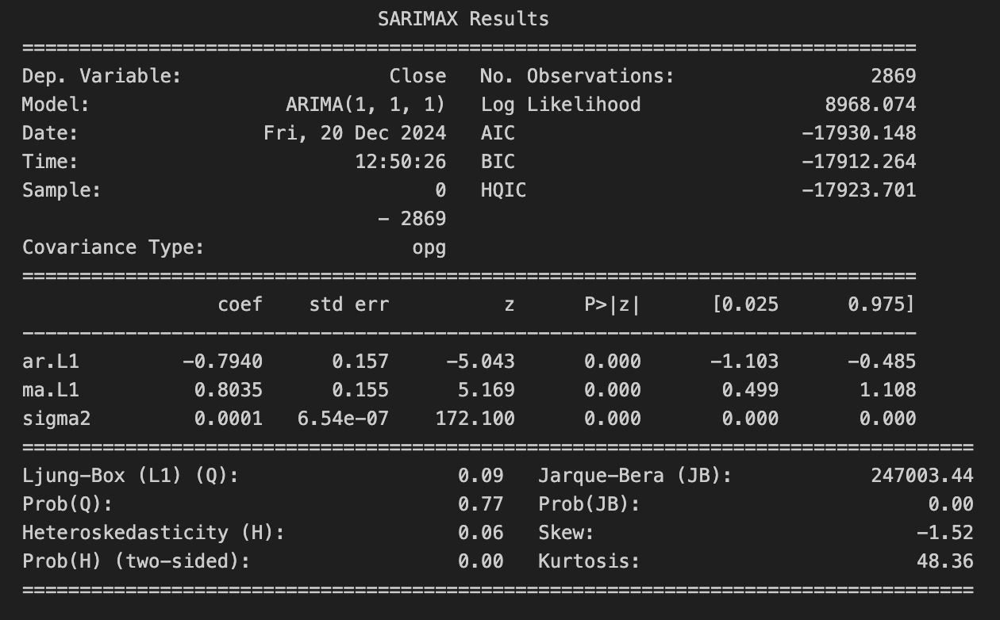 SARIMAX Results
==============================================================================
Dep. Variable:                  Close   No. Observations:                 2869
Model:                 ARIMA(1, 1, 1)   Log Likelihood                8968.074
Date:                Fri, 20 Dec 2024   AIC                         -17930.148
Time:                        12:50:26   BIC                         -17912.264
Sample:                             0   HQIC                        -17923.701
                               - 2869
Covariance Type:                  opg
==============================================================================
                 coef    std err          z      P>|z|      [0.025      0.975]
------------------------------------------------------------------------------
ar.L1         -0.7940      0.157     -5.043      0.000      -1.103      -0.485
ma.L1          0.8035      0.155      5.169      0.000       0.499       1.108
sigma2         0.0001   6.54e-07    172.100      0.000       0.000       0.000
===================================================================================
Ljung-Box (L1) (Q):                   0.09   Jarque-Bera (JB):            247003.44
Prob(Q):                              0.77   Prob(JB):                         0.00
Heteroskedasticity (H):               0.06   Skew:                            -1.52
Prob(H) (two-sided):                  0.00   Kurtosis:                        48.36
===================================================================================